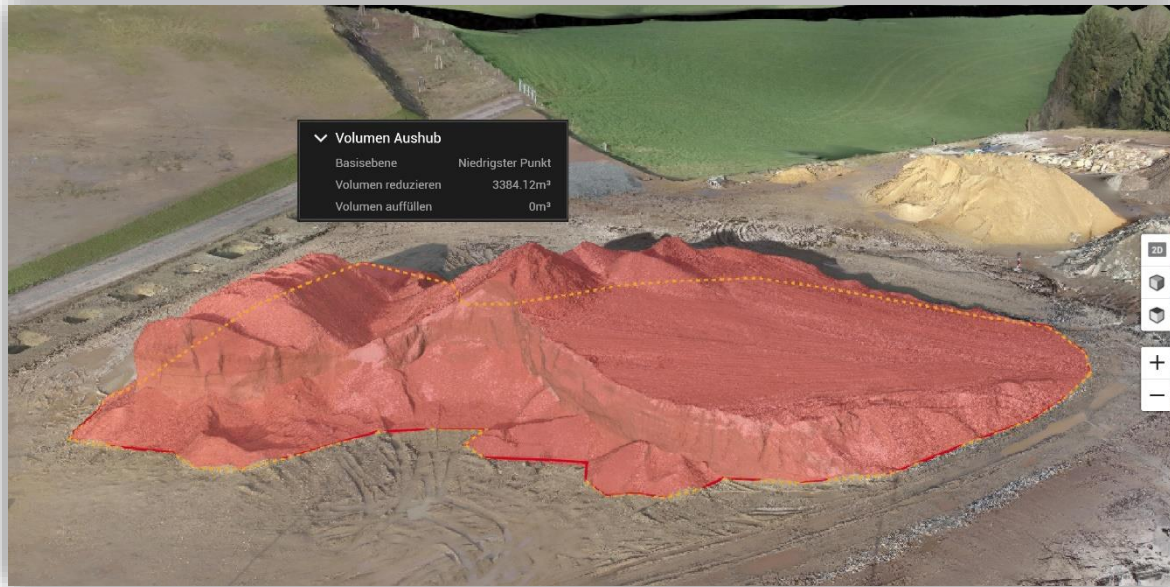 Volumen Aushub
Basisebene Niedrigster Punkt
Volumen reduzieren 3384.12m³
Volumen auffüllen 0m³
2D